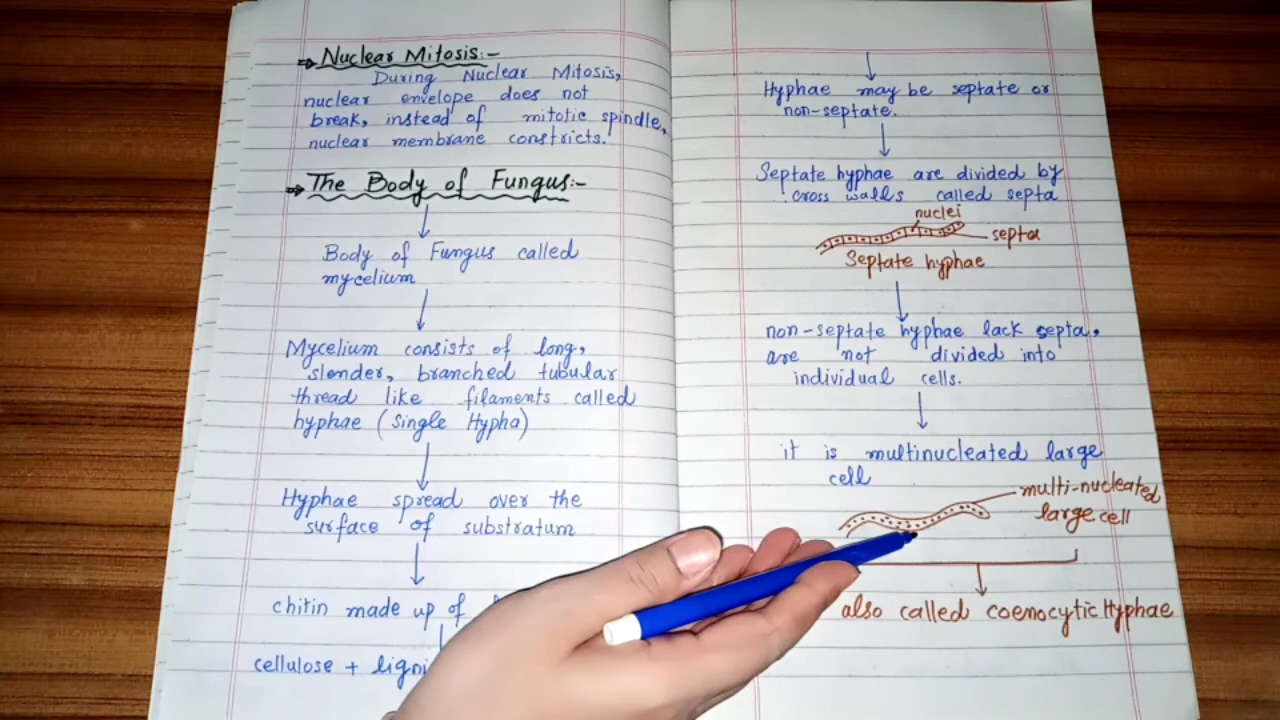 ⇒ Nuclear Mitosis:-
During Nuclear Mitosis,
nuclear envelope does not
break, instead of mitotic spindle,
nuclear membrane constricts.
⇒ The Body of Fungus:-
Body of Fungus called
mycelium
Mycelium consists of long,
slender, branched tubular
thread like filaments called
hyphae (Single Hypha)
Hyphae spread over the
surface of substratum
chitin made up of
cellulose + ligni
Hyphae may be septate or
non-septate.
Septate hyphae are divided by
cross walls called septa
nuclei
septa
Septate hyphae
non-septate hyphae lack septa,
are not divided into
individual cells.
it is multinucleated large
cell
multi-nucleated
large cell
also called coenocytic Hyphae